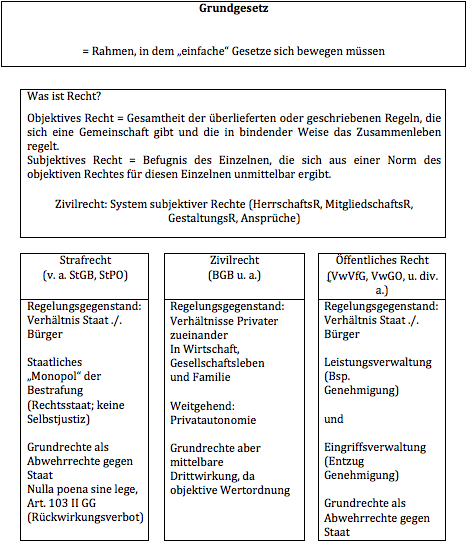 Grundgesetz
= Rahmen, in dem „einfache“ Gesetze sich bewegen müssen
Was ist Recht?
Objektives Recht = Gesamtheit der überlieferten oder geschriebenen Regeln, die
sich eine Gemeinschaft gibt und die in bindender Weise das Zusammenleben
regelt.
Subjektives Recht = Befugnis des Einzelnen, die sich aus einer Norm des
objektiven Rechtes für diesen Einzelnen unmittelbar ergibt.
Zivilrecht: System subjektiver Rechte (HerrschaftsR, MitgliedschaftsR,
GestaltungsR, Ansprüche)
Strafrecht
(v. a. StGB, StPO)
Regelungsgegenstand:
Verhältnis Staat ./.
Bürger
Staatliches
„Monopol“ der
Bestrafung
(Rechtsstaat; keine
Selbstjustiz)
Grundrechte als
Abwehrrechte gegen
Staat
Nulla poena sine lege,
Art. 103 II GG
(Rückwirkungsverbot)
Zivilrecht
(BGB u. a.)
Regelungsgegenstand:
Verhältnisse Privater
zueinander
In Wirtschaft,
Gesellschaftsleben
und Familie
Weitgehend:
Privatautonomie
Grundrechte aber
mittelbare
Drittwirkung, da
objektive Wertordnung
Öffentliches Recht
(VwVfG, VwGO, u. div.
a.)
Regelungsgegenstand:
Verhältnis Staat ./.
Bürger
Leistungsverwaltung
(Bsp.
Genehmigung)
und
Eingriffsverwaltung
(Entzug
Genehmigung)
Grundrechte als
Abwehrrechte gegen
Staat